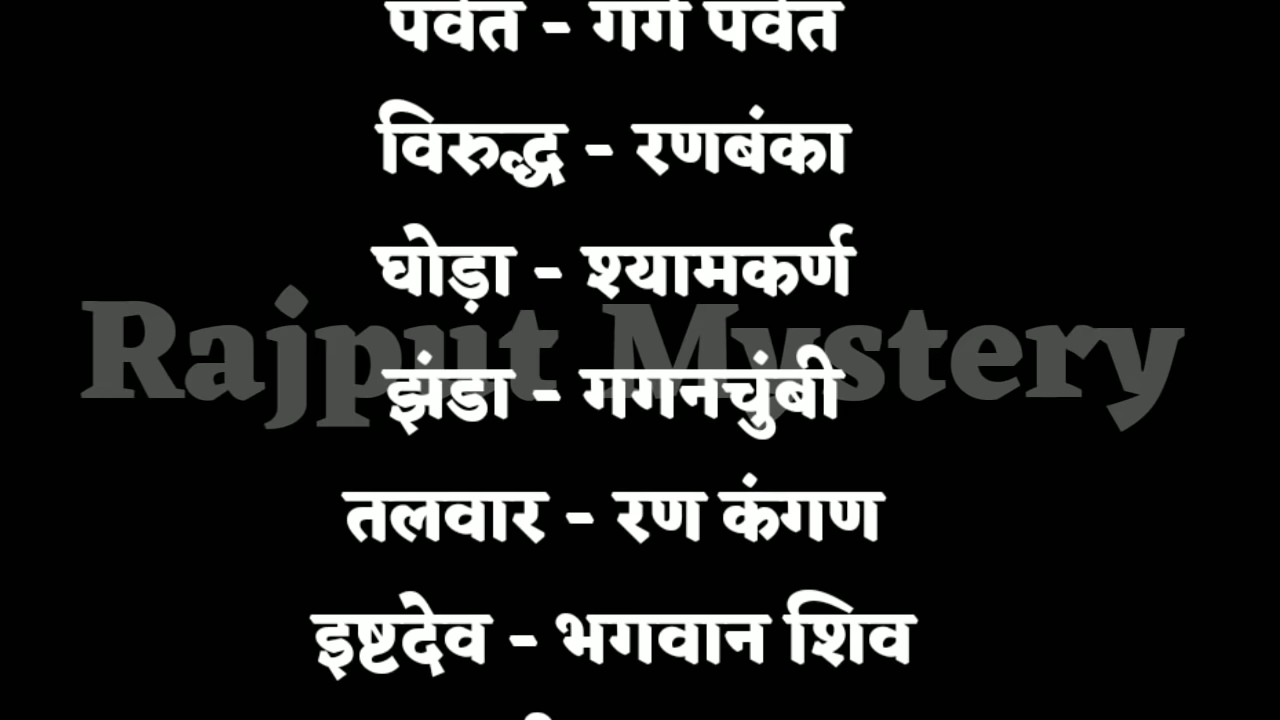 पर्वत - गर्ग पर्वत
विरुद्ध - रणबंका
घोड़ा - श्यामकर्ण
Rajput Mystery
झंडा - गगनचुंबी
तलवार - रण कंगण
इष्टदेव - भगवान शिव